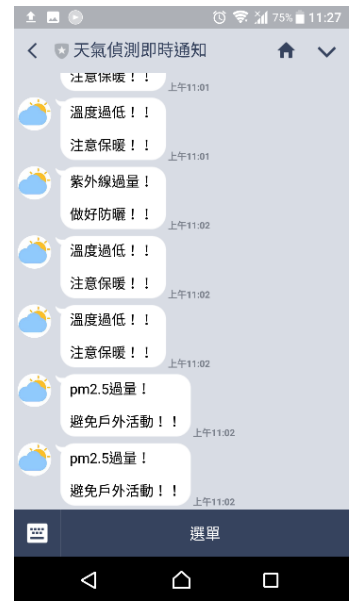 75% 11:27
天氣偵測即時通知
注意保暖！！
上午11:01
溫度過低！！
注意保暖！！
上午11:01
紫外線過量！
做好防曬！！
上午11:02
溫度過低！！
注意保暖！！
上午11:02
溫度過低！！
注意保暖！！
上午11:02
pm2.5過量！
避免戶外活動！！
上午11:02
pm2.5過量！
避免戶外活動！！
上午11:02
選單